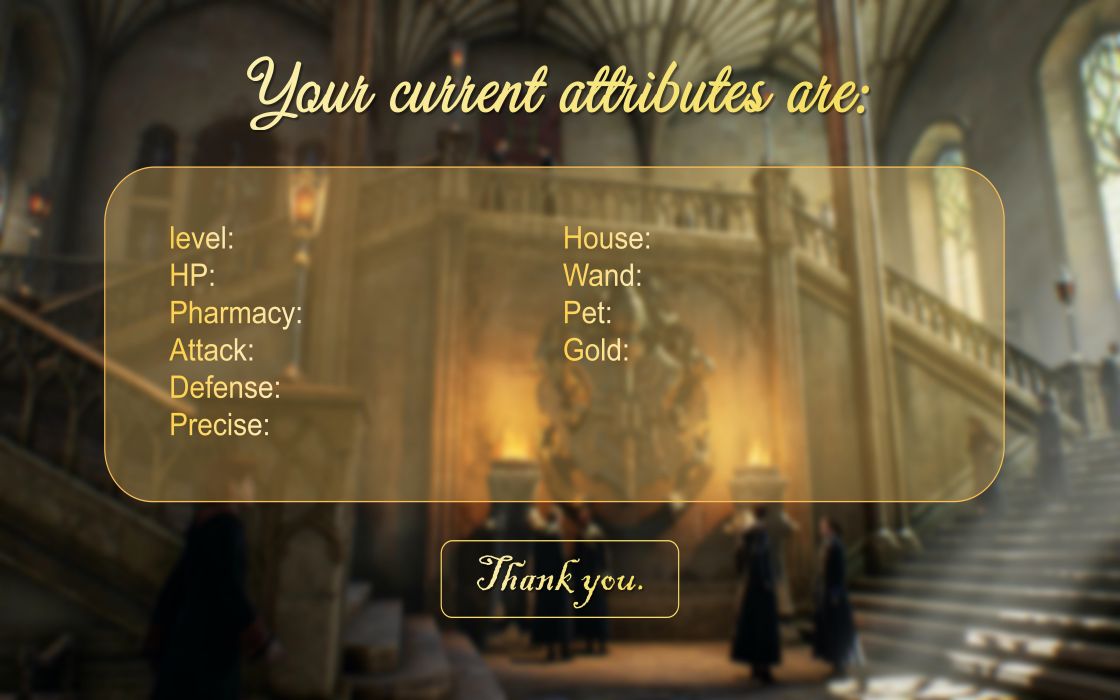 Your current attributes are:
level:
HP:
Pharmacy:
Attack:
Defense:
Precise:
House:
Wand:
Pet:
Gold:
Thank you.